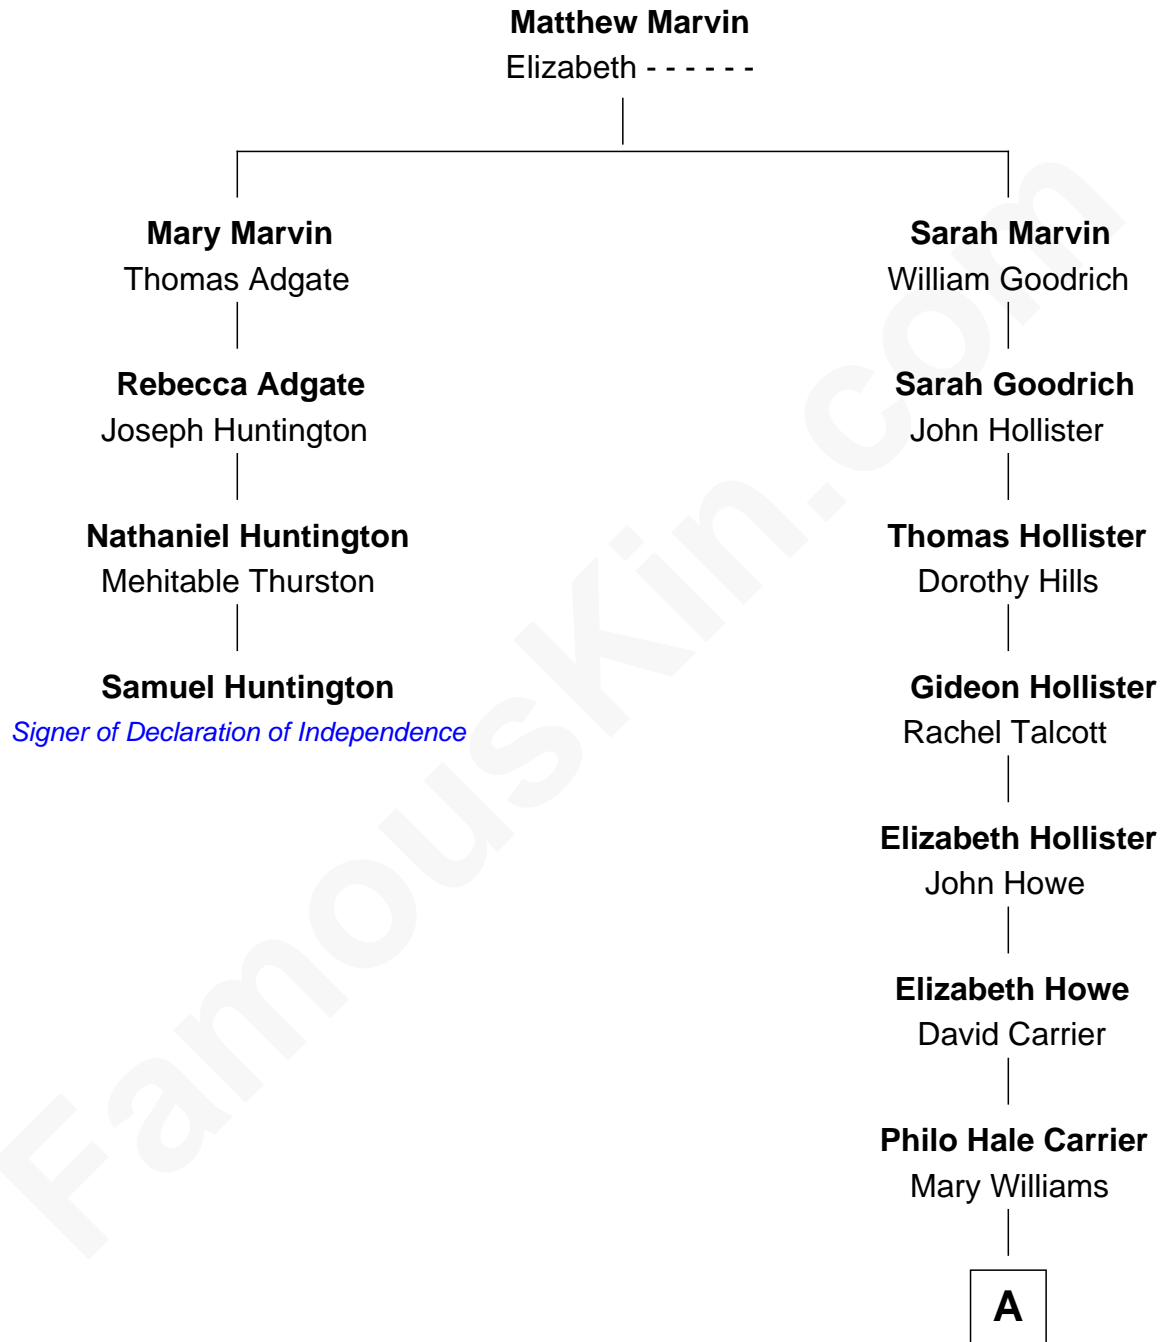 Matthew Marvin
Elizabeth - - - - - -
Mary Marvin
Thomas Adgate
Sarah Marvin
William Goodrich
Rebecca Adgate
Joseph Huntington
Sarah Goodrich
John Hollister
Nathaniel Huntington
Mehitable Thurston
Thomas Hollister
Dorothy Hills
Samuel Huntington
Signer of Declaration of Independence
Gideon Hollister
Rachel Talcott
Elizabeth Hollister
John Howe
Elizabeth Howe
David Carrier
Philo Hale Carrier
Mary Williams
A
FamousKin.com